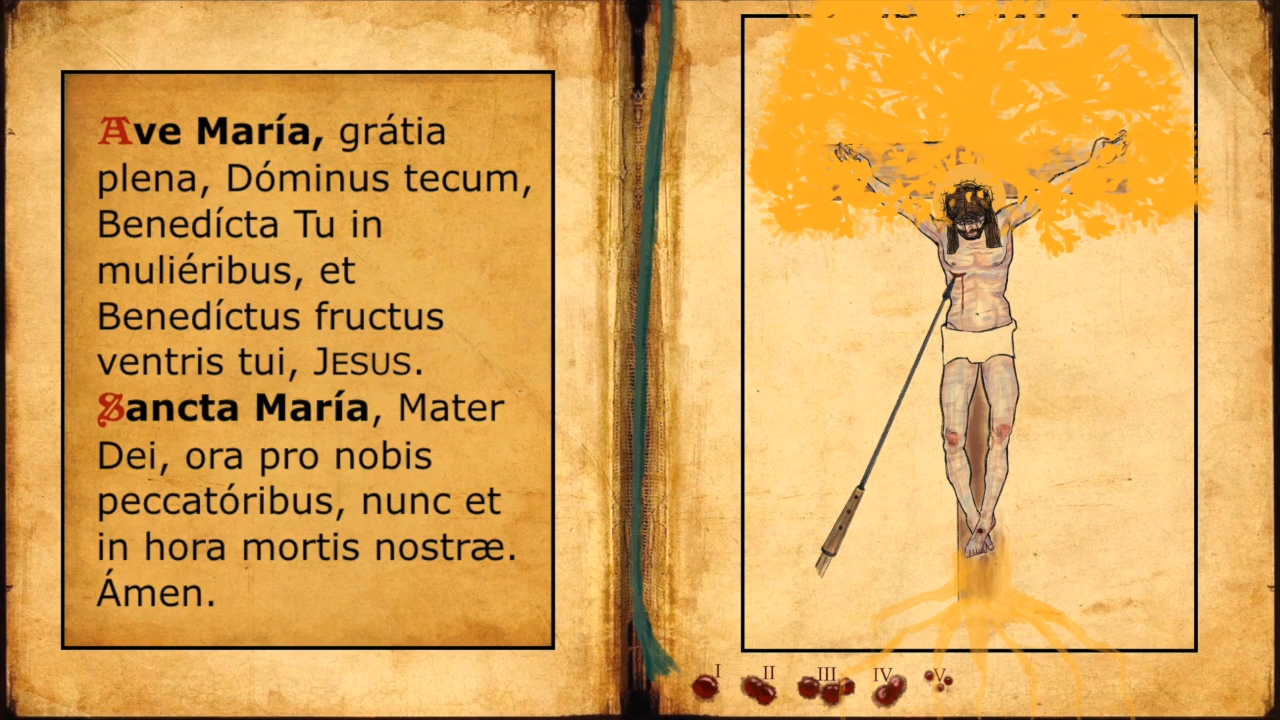 Ave María, grátia
plena, Dóminus tecum,
Benedícta Tu in
muliéribus, et
Benedíctus fructus
ventris tui, JESUS.
Sancta María, Mater
Dei, ora pro nobis
peccatóribus, nunc et
in hora mortis nostræ.
Ámen.
I II III IV V